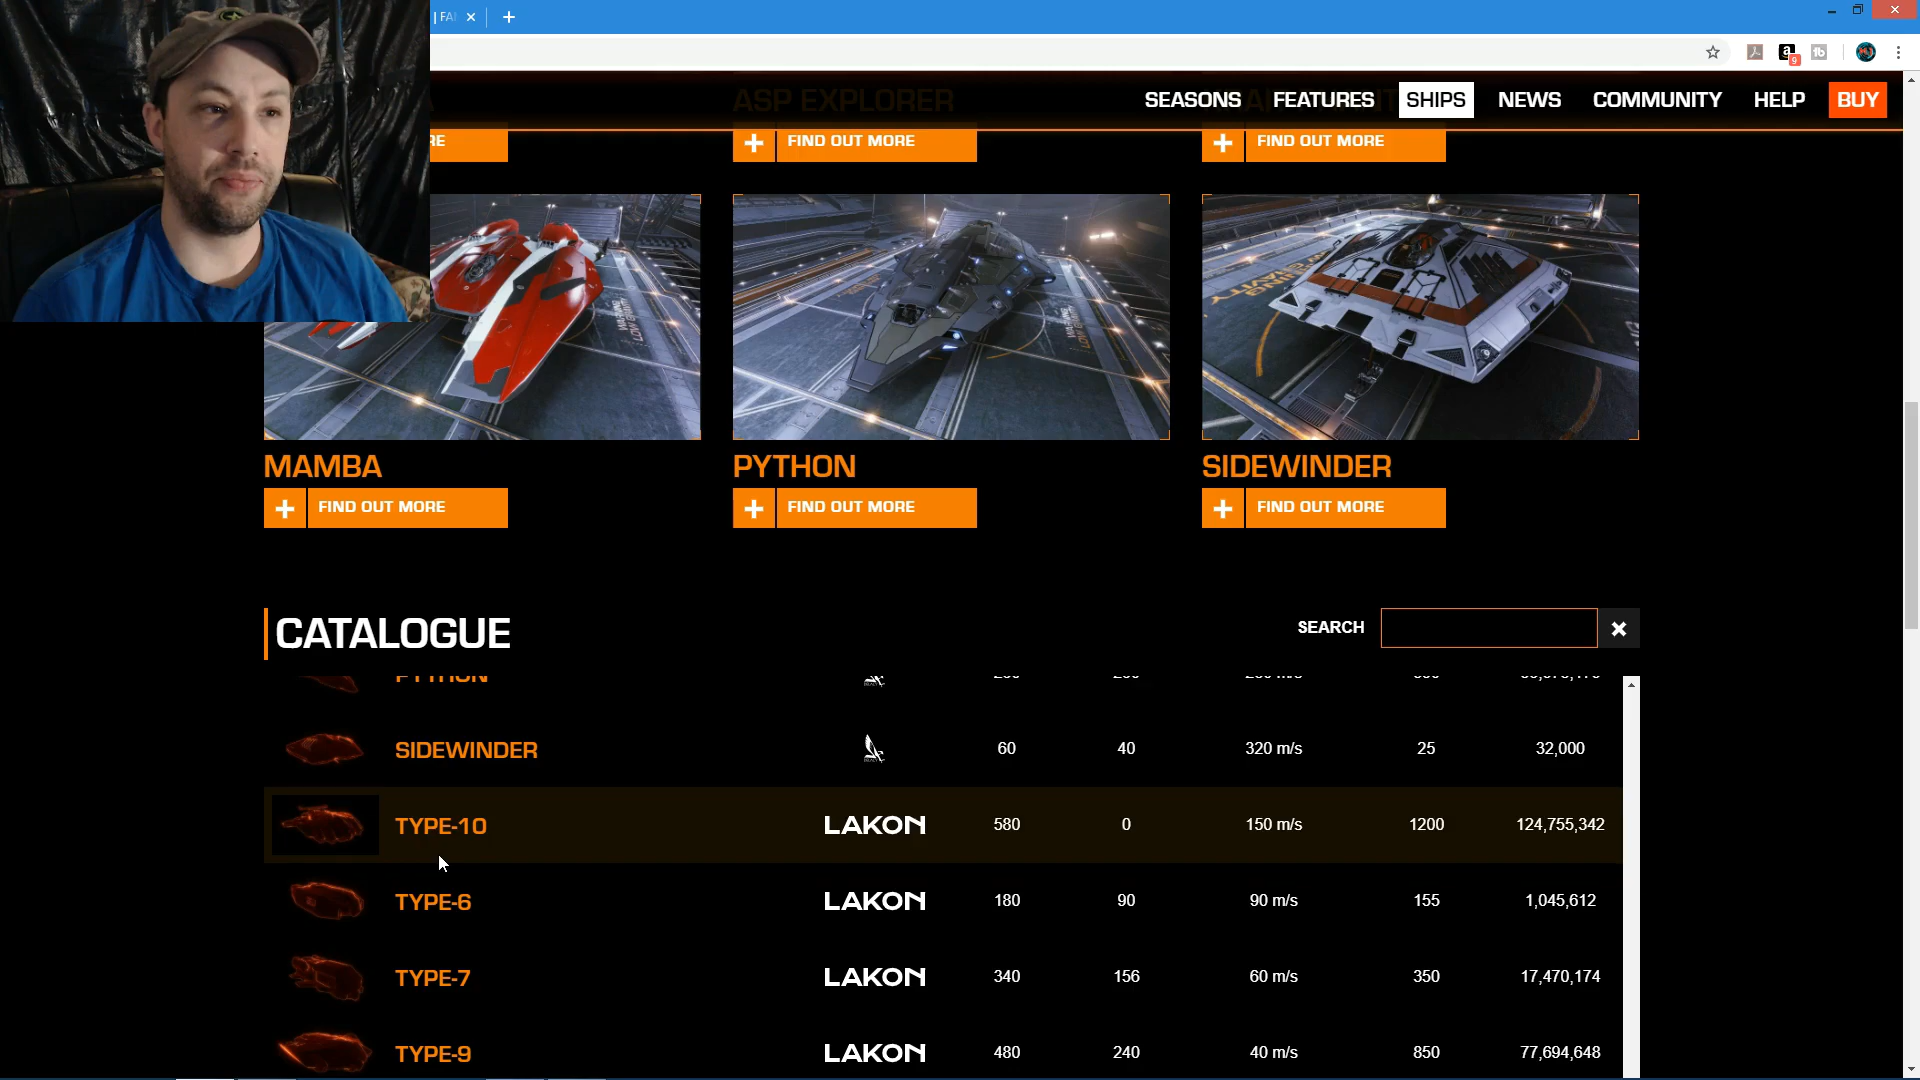 | FA
9
SEASONS FEATURES SHIPS NEWS COMMUNITY HELP BUY
ASP EXPLORER
RE
FIND OUT MORE
FIND OUT MORE
MAMBA
PYTHON
SIDEWINDER
FIND OUT MORE
FIND OUT MORE
FIND OUT MORE
CATALOGUE
SEARCH
PYTHON
SIDEWINDER 60 40 320 m/s 25 32,000
TYPE-10 LAKON 580 0 150 m/s 1200 124,755,342
TYPE-6 LAKON 180 90 90 m/s 155 1,045,612
TYPE-7 LAKON 340 156 60 m/s 350 17,470,174
TYPE-9 LAKON 480 240 40 m/s 850 77,694,648